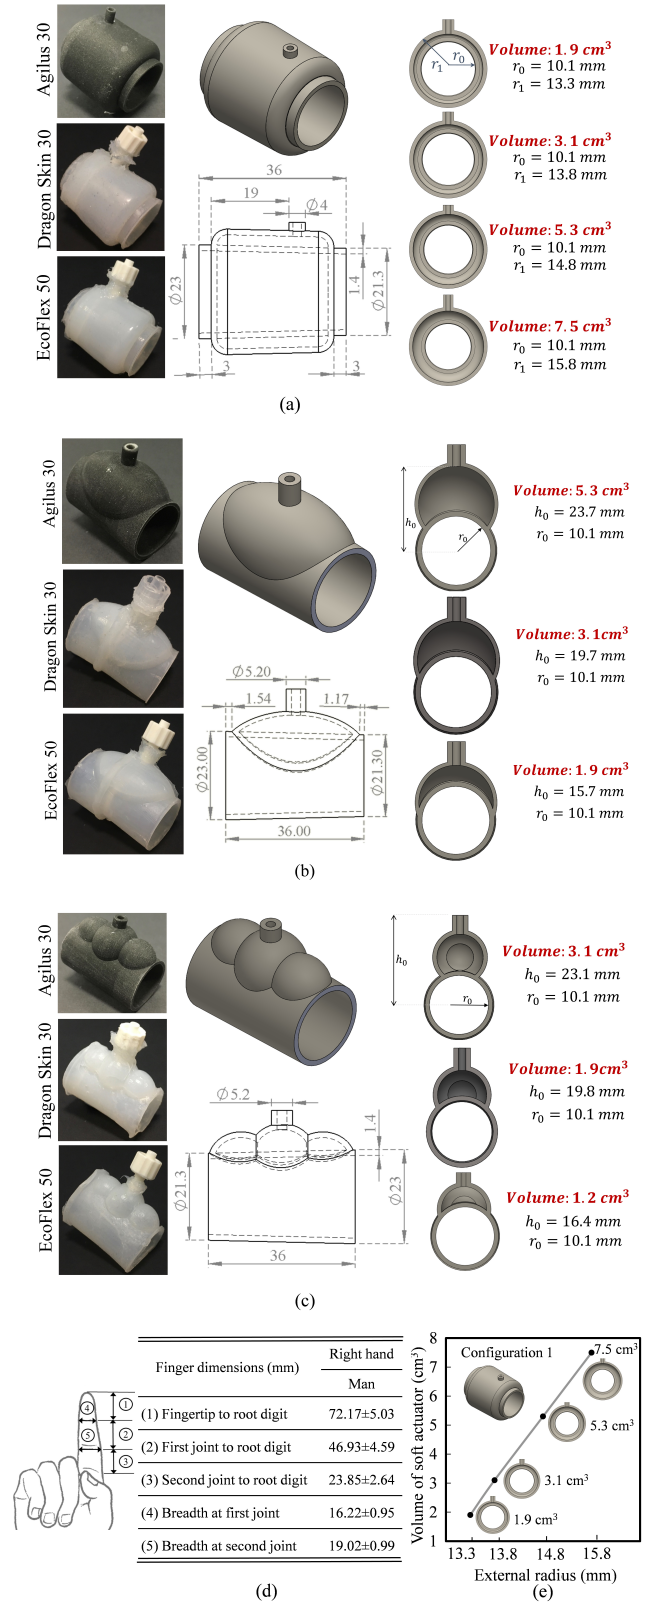 Agilus 30
Dragon Skin 30
EcoFlex 50
36
19
Ø4
Ø23
1.4
Ø21.3
3
3
r₁
r₀
Volume: 1.9 cm³
r₀ = 10.1 mm
r₁ = 13.3 mm
Volume: 3.1 cm³
r₀ = 10.1 mm
r₁ = 13.8 mm
Volume: 5.3 cm³
r₀ = 10.1 mm
r₁ = 14.8 mm
Volume: 7.5 cm³
r₀ = 10.1 mm
r₁ = 15.8 mm
(a)
Agilus 30
Dragon Skin 30
EcoFlex 50
Ø5.20
1.54
1.17
Ø23.00
Ø21.30
36.00
h₀
r₀
Volume: 5.3 cm³
h₀ = 23.7 mm
r₀ = 10.1 mm
Volume: 3.1cm³
h₀ = 19.7 mm
r₀ = 10.1 mm
Volume: 1.9 cm³
h₀ = 15.7 mm
r₀ = 10.1 mm
(b)
Agilus 30
Dragon Skin 30
EcoFlex 50
Ø5.2
1.4
Ø21.3
Ø23
36
h₀
r₀
Volume: 3.1 cm³
h₀ = 23.1 mm
r₀ = 10.1 mm
Volume: 1.9cm³
h₀ = 19.8 mm
r₀ = 10.1 mm
Volume: 1.2 cm³
h₀ = 16.4 mm
r₀ = 10.1 mm
(c)
4
5
1
2
3
Finger dimensions (mm)
Right hand
Man
(1) Fingertip to root digit 72.17±5.03
(2) First joint to root digit 46.93±4.59
(3) Second joint to root digit 23.85±2.64
(4) Breadth at first joint 16.22±0.95
(5) Breadth at second joint 19.02±0.99
(d)
Volume of soft actuator (cm³)
8
7
6
5
4
3
2
1
Configuration 1
7.5 cm³
5.3 cm³
3.1 cm³
1.9 cm³
13.3 13.8 14.8 15.8
External radius (mm)
(e)